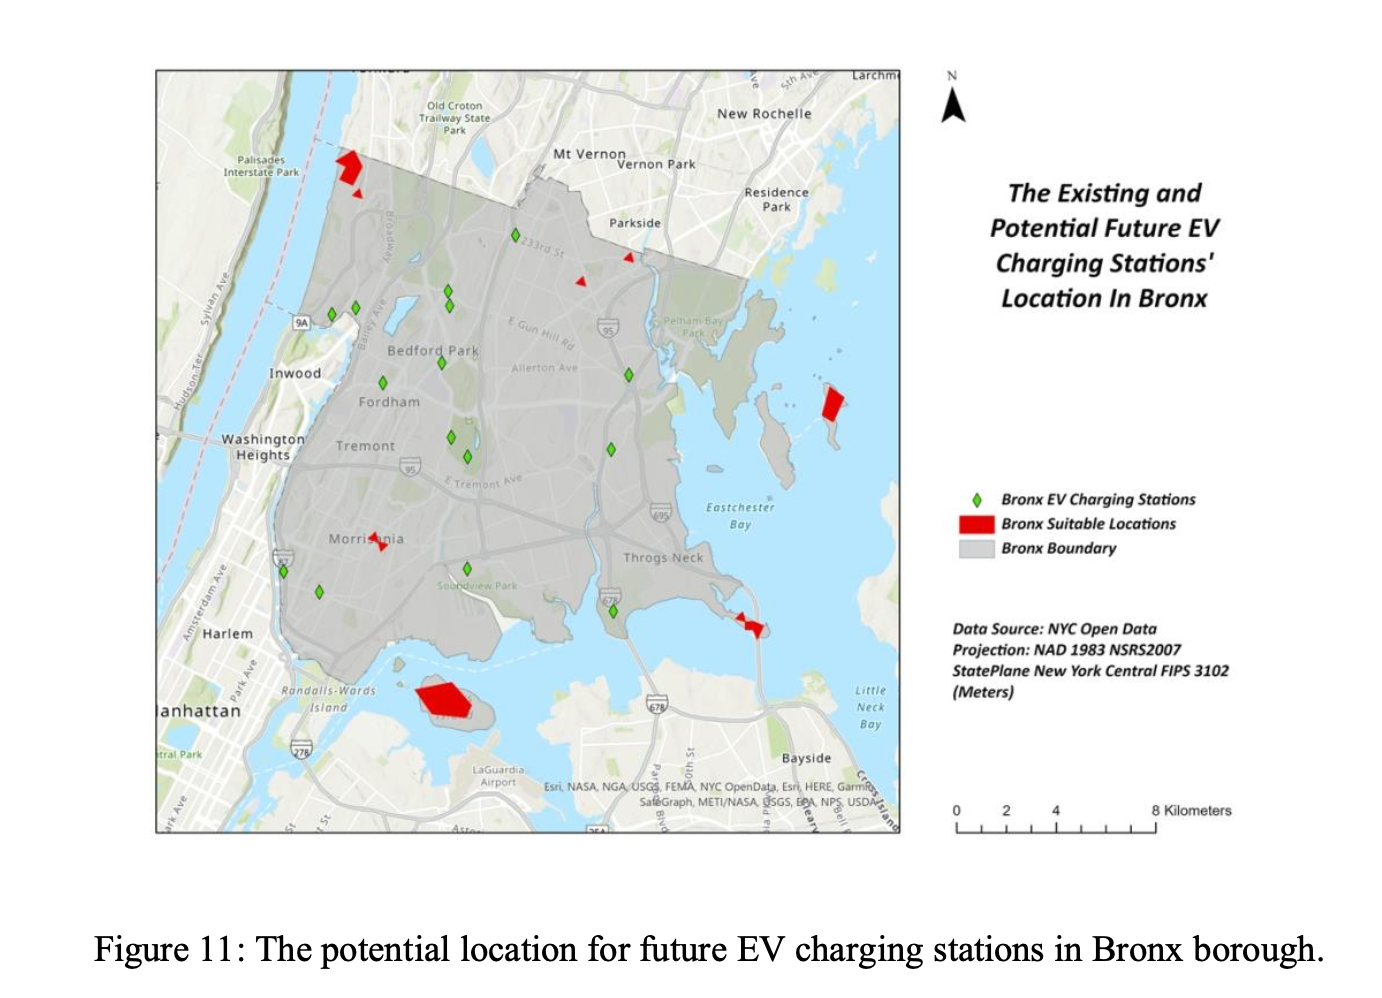 Larchm
5th Ave
Old Croton
Trailway State
Park
New Rochelle
Mt Vernon
Vernon Park
Palisades
Interstate Park
Residence
Park
Parkside
Broadway
233rd St
Sylvan Ave
9A
Bailey Ave
E Gun Hill Rd
95
Pelham Bay
Park
Bedford Park
Inwood
Allerton Ave
Hudson Ter
Fordham
Washington
Heights
Tremont
95
E Tremont Ave
Eastchester
Bay
695
Morrisania
Throgs Neck
87
Soundview Park
678
Amsterdam Ave
Harlem
Park Ave
Randalls-Wards
Island
anhattan
Island
678
Little
Neck
Bay
278
tral Park
Bayside
LaGuardia
Airport
Esri, NASA, NGA, USGS, FEMA, NYC OpenData, Esri, HERE, Garmin
SafeGraph, METI/NASA, USGS, EPA, NPS, USDA
Cross Island
ark Ave
N
The Existing and
Potential Future EV
Charging Stations'
Location In Bronx
Bronx EV Charging Stations
Bronx Suitable Locations
Bronx Boundary
Data Source: NYC Open Data
Projection: NAD 1983 NSRS2007
StatePlane New York Central FIPS 3102
(Meters)
0 2 4 8 Kilometers
Figure 11: The potential location for future EV charging stations in Bronx borough.